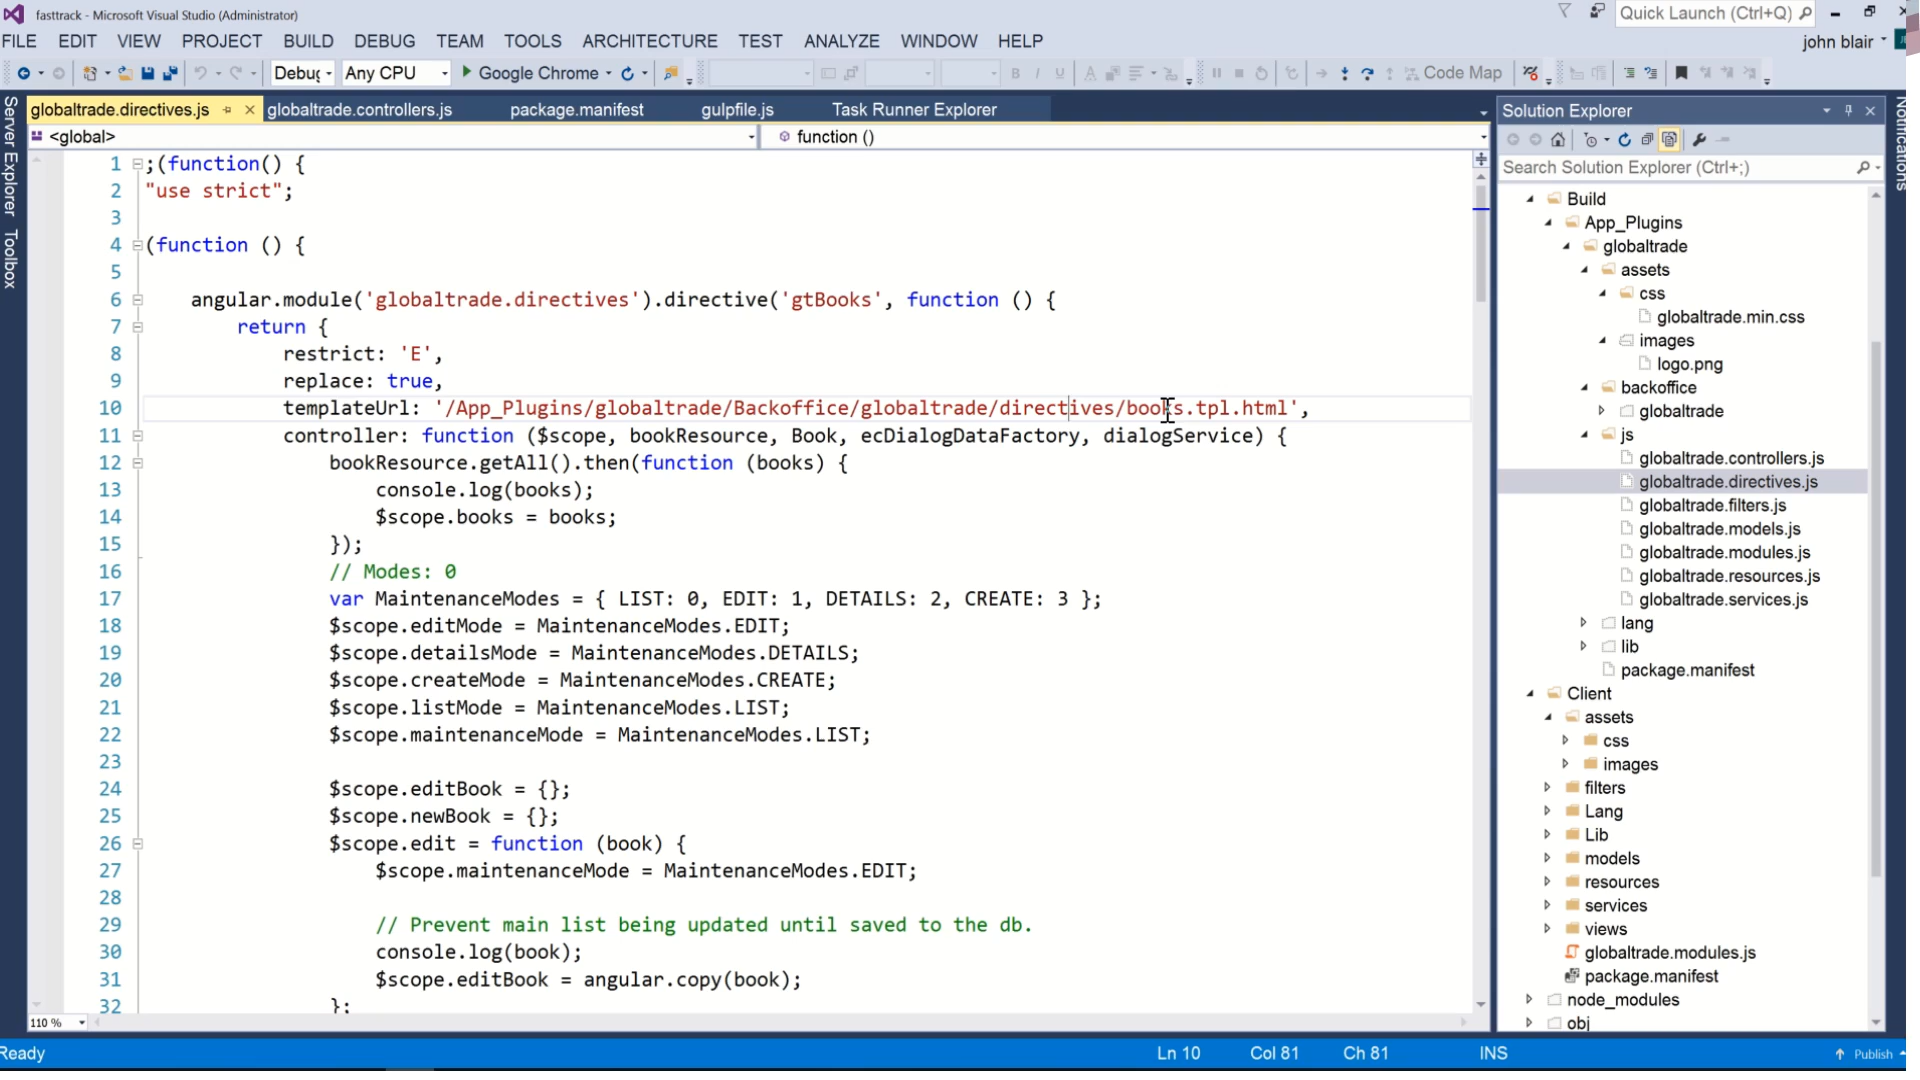 fasttrack - Microsoft Visual Studio (Administrator)
Quick Launch (Ctrl+Q)
FILE EDIT VIEW PROJECT BUILD DEBUG TEAM TOOLS ARCHITECTURE TEST ANALYZE WINDOW HELP
john blair
Debug Any CPU Google Chrome Code Map
Server Explorer
Toolbox
globaltrade.directives.js globaltrade.controllers.js package.manifest gulpfile.js Task Runner Explorer
<global> function ()
1 ;(function() {
2 "use strict";
3
4 (function () {
5
6 angular.module('globaltrade.directives').directive('gtBooks', function () {
7 return {
8 restrict: 'E',
9 replace: true,
10 templateUrl: '/App_Plugins/globaltrade/Backoffice/globaltrade/directives/books.tpl.html',
11 controller: function ($scope, bookResource, Book, ecDialogDataFactory, dialogService) {
12 bookResource.getAll().then(function (books) {
13 console.log(books);
14 $scope.books = books;
15 });
16 // Modes: 0
17 var MaintenanceModes = { LIST: 0, EDIT: 1, DETAILS: 2, CREATE: 3 };
18 $scope.editMode = MaintenanceModes.EDIT;
19 $scope.detailsMode = MaintenanceModes.DETAILS;
20 $scope.createMode = MaintenanceModes.CREATE;
21 $scope.listMode = MaintenanceModes.LIST;
22 $scope.maintenanceMode = MaintenanceModes.LIST;
23
24 $scope.editBook = {};
25 $scope.newBook = {};
26 $scope.edit = function (book) {
27 $scope.maintenanceMode = MaintenanceModes.EDIT;
28
29 // Prevent main list being updated until saved to the db.
30 console.log(book);
31 $scope.editBook = angular.copy(book);
32 };
110 %
Solution Explorer
Search Solution Explorer (Ctrl+;)
Build
App_Plugins
globaltrade
assets
css
globaltrade.min.css
images
logo.png
backoffice
globaltrade
js
globaltrade.controllers.js
globaltrade.directives.js
globaltrade.filters.js
globaltrade.models.js
globaltrade.modules.js
globaltrade.resources.js
globaltrade.services.js
lang
lib
package.manifest
Client
assets
css
images
filters
Lang
Lib
models
resources
services
views
globaltrade.modules.js
package.manifest
node_modules
obj
Notifications
Ready Ln 10 Col 81 Ch 81 INS Publish